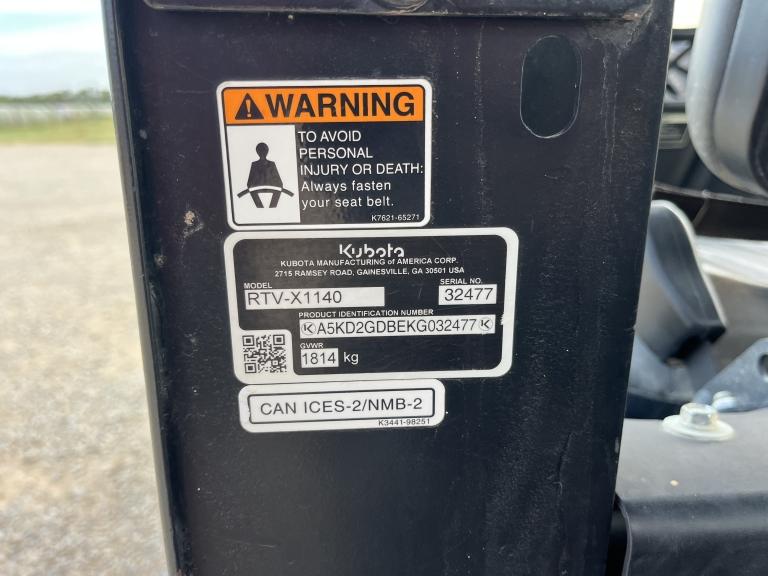 WARNING
TO AVOID
PERSONAL
INJURY OR DEATH:
Always fasten
your seat belt.
K7621-65271
Kubota
KUBOTA MANUFACTURING of AMERICA CORP.
2715 RAMSEY ROAD, GAINESVILLE, GA 30501 USA
MODEL SERIAL NO.
RTV-X1140 32477
PRODUCT IDENTIFICATION NUMBER
A5KD2GDBEKG032477
GVWR
1814 kg
CAN ICES-2/NMB-2
K3441-98251